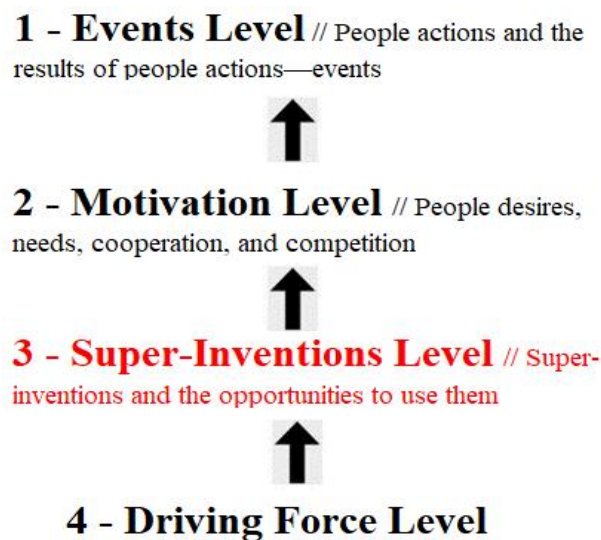 1 - Events Level // People actions and the
results of people actions—events
2 - Motivation Level // People desires,
needs, cooperation, and competition
3 - Super-Inventions Level // Super-
inventions and the opportunities to use them
4 - Driving Force Level